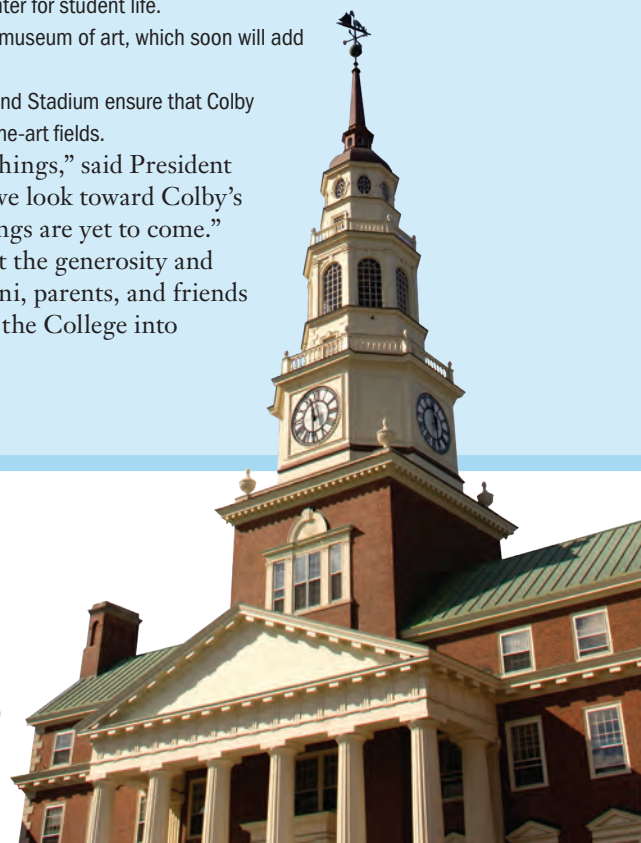 nter for student life.
museum of art, which soon will add
nd Stadium ensure that Colby
ne-art fields.
hings,” said President
we look toward Colby’s
ngs are yet to come.”
t the generosity and
ni, parents, and friends
the College into